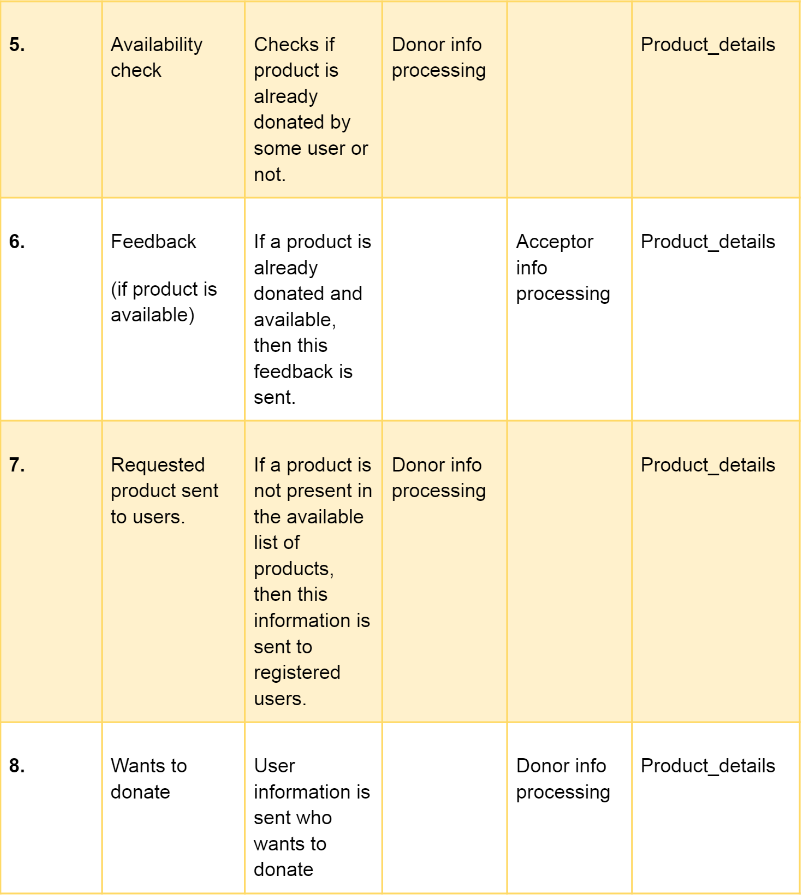 5.
Availability
check
Checks if
product is
already
donated by
some user or
not.
Donor info
processing
Product_details
6.
Feedback
(if product is
available)
If a product is
already
donated and
available,
then this
feedback is
sent.
Acceptor
info
processing
Product_details
7.
Requested
product sent
to users.
If a product is
not present in
the available
list of
products,
then this
information is
sent to
registered
users.
Donor info
processing
Product_details
8.
Wants to
donate
User
information is
sent who
wants to
donate
Donor info
processing
Product_details